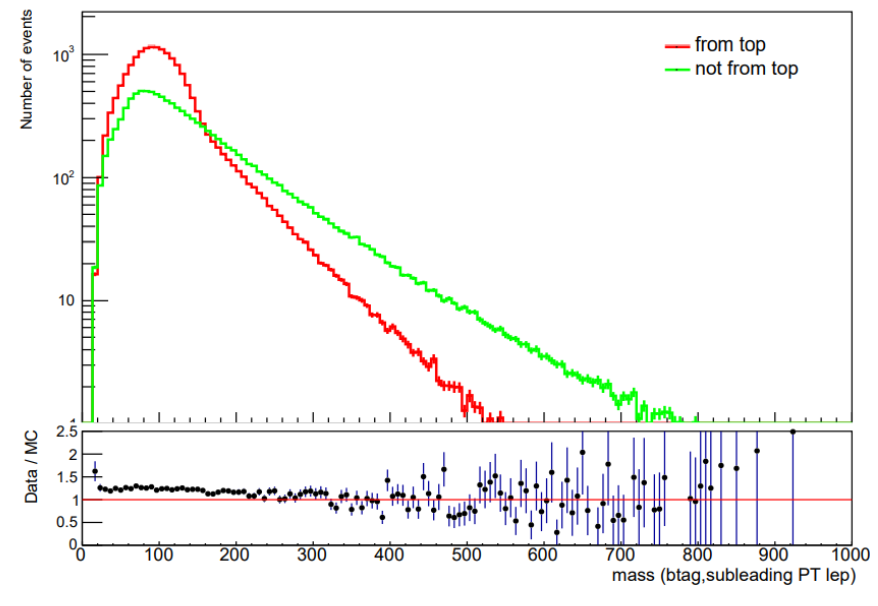 Number of events
10³
10²
10
1
from top
not from top
Data / MC
2.5
2
1.5
1
0.5
0
0 100 200 300 400 500 600 700 800 900 1000
mass (btag,subleading PT lep)